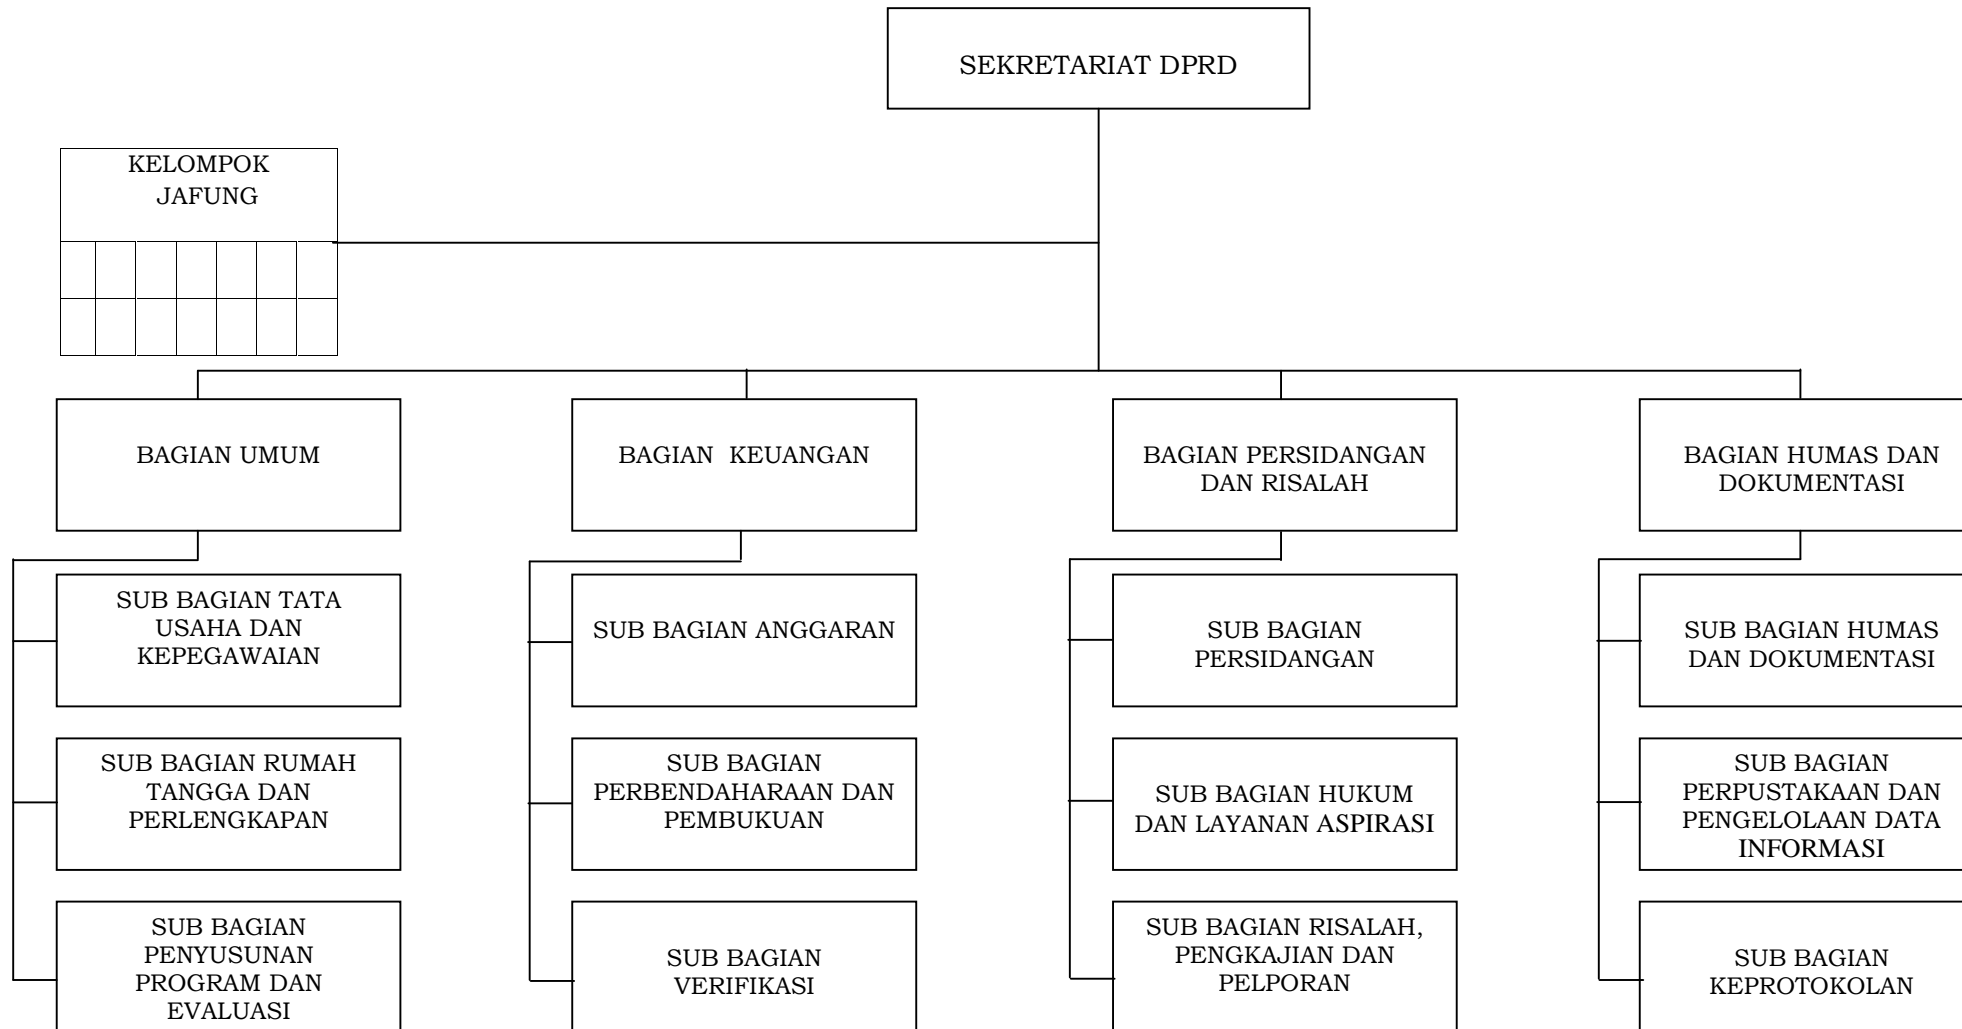 SEKRETARIAT DPRD
KELOMPOK
JAFUNG
BAGIAN UMUM
BAGIAN KEUANGAN
BAGIAN PERSIDANGAN
DAN RISALAH
BAGIAN HUMAS DAN
DOKUMENTASI
SUB BAGIAN TATA
USAHA DAN
KEPEGAWAIAN
SUB BAGIAN ANGGARAN
SUB BAGIAN
PERSIDANGAN
SUB BAGIAN HUMAS
DAN DOKUMENTASI
SUB BAGIAN RUMAH
TANGGA DAN
PERLENGKAPAN
SUB BAGIAN
PERBENDAHARAAN DAN
PEMBUKUAN
SUB BAGIAN HUKUM
DAN LAYANAN ASPIRASI
SUB BAGIAN
PERPUSTAKAAN DAN
PENGELOLAAN DATA
INFORMASI
SUB BAGIAN
PENYUSUNAN
PROGRAM DAN
EVALUASI
SUB BAGIAN
VERIFIKASI
SUB BAGIAN RISALAH,
PENGKAJIAN DAN
PELPORAN
SUB BAGIAN
KEPROTOKOLAN